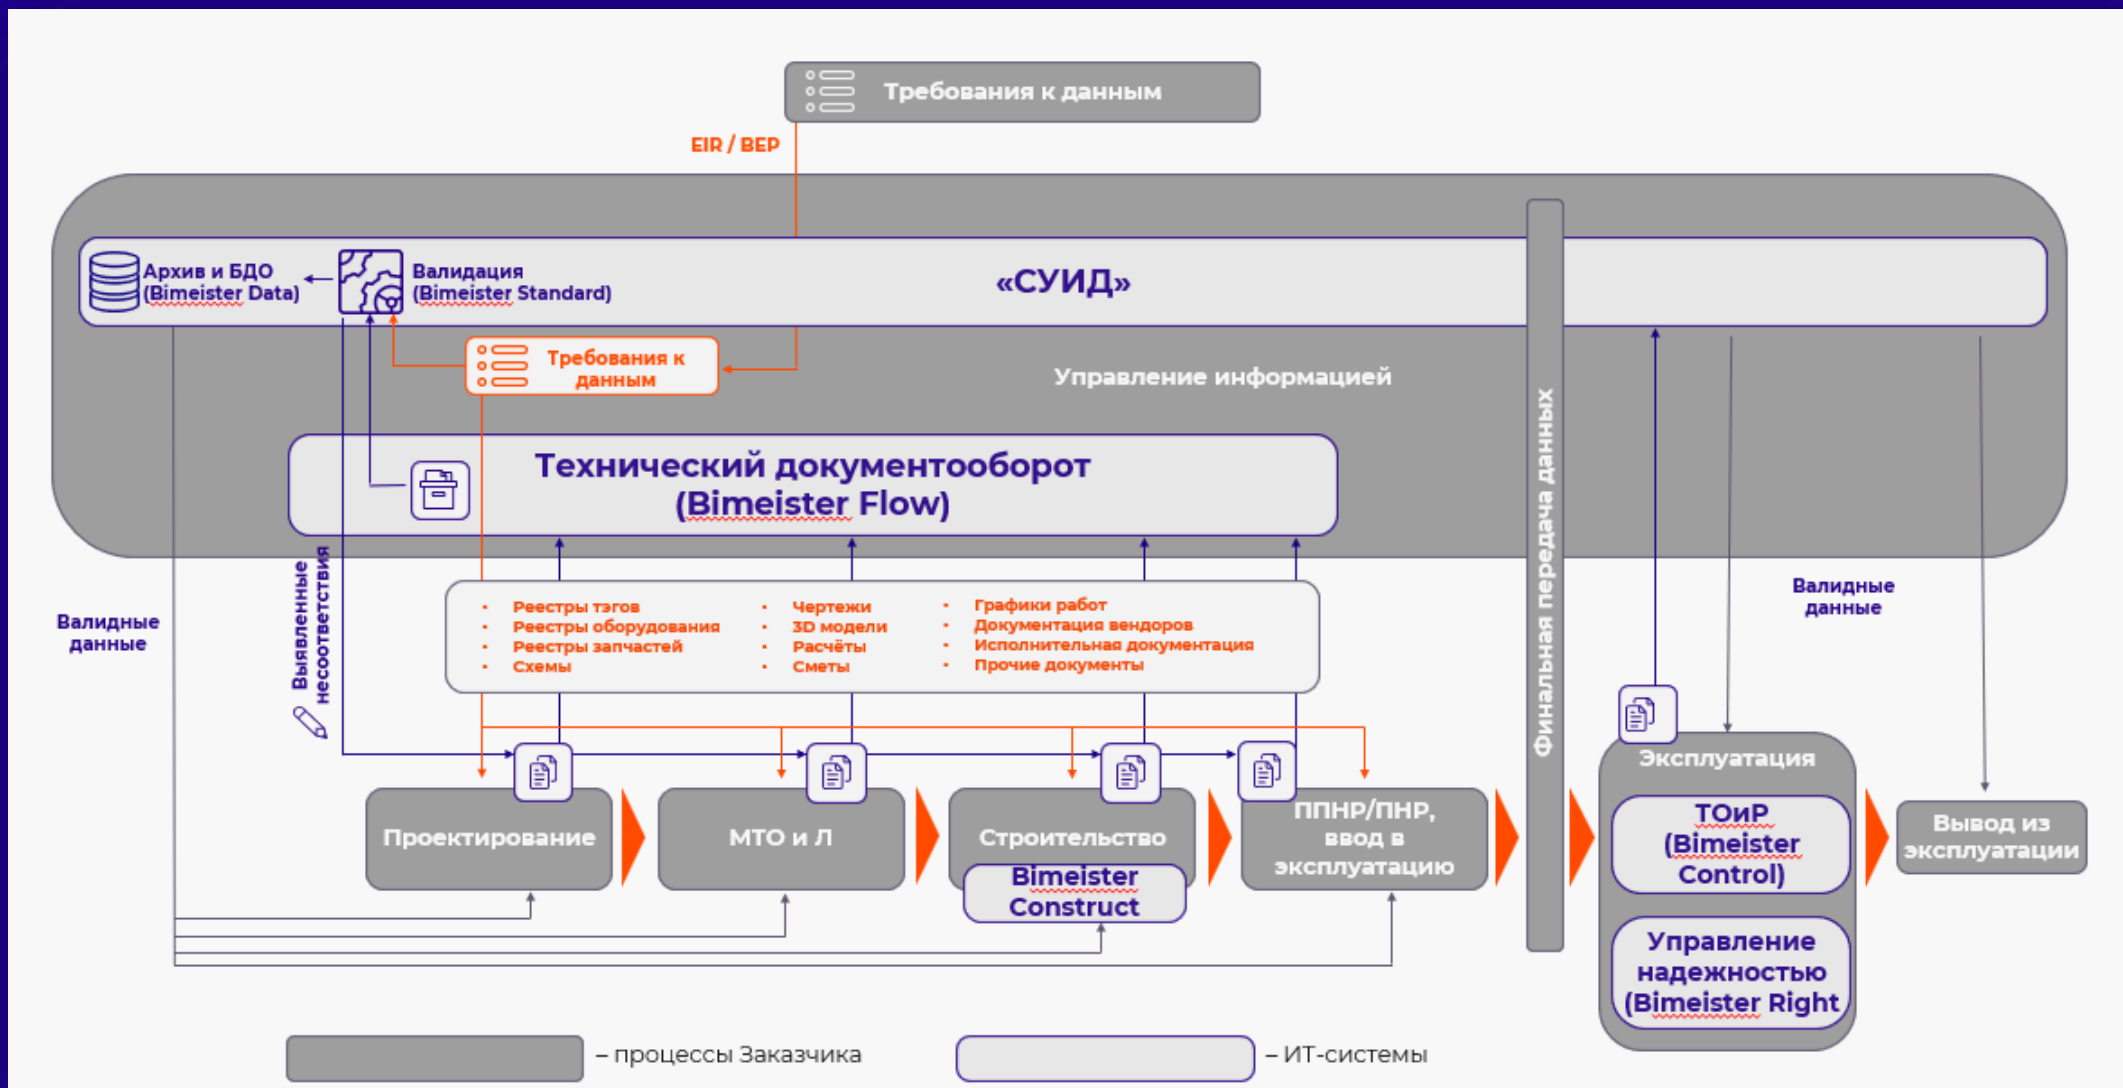 Требования к данным
EIR / BEP
Архив и БДО
(Bimeister Data)
Валидация
(Bimeister Standard)
«СУИД»
Требования к
данным
Управление информацией
Технический документооборот
(Bimeister Flow)
Финальная передача данных
Выявленные
несоответствия
Валидные
данные
Валидные
данные
• Реестры тэгов
• Реестры оборудования
• Реестры запчастей
• Схемы
• Чертежи
• 3D модели
• Расчёты
• Сметы
• Графики работ
• Документация вендоров
• Исполнительная документация
• Прочие документы
Проектирование
МТО и Л
Строительство
Bimeister
Construct
ППНР/ПНР,
ввод в
эксплуатацию
Эксплуатация
ТОиР
(Bimeister
Control)
Управление
надежностью
(Bimeister Right
Вывод из
эксплуатации
– процессы Заказчика
– ИТ-системы